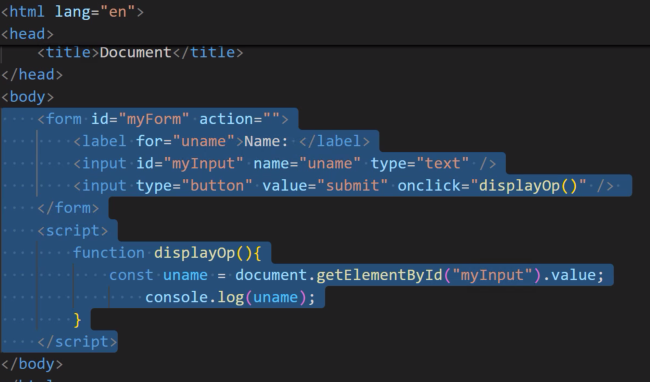 <html lang="en">
<head>
<title>Document</title>
</head>
<body>
<form id="myForm" action="">
<label for="uname">Name: </label>
<input id="myInput" name="uname" type="text" />
<input type="button" value="submit" onclick="displayOp()" />
</form>
<script>
function displayOp(){
const uname = document.getElementById("myInput").value;
console.log(uname);
}
</script>
</body>